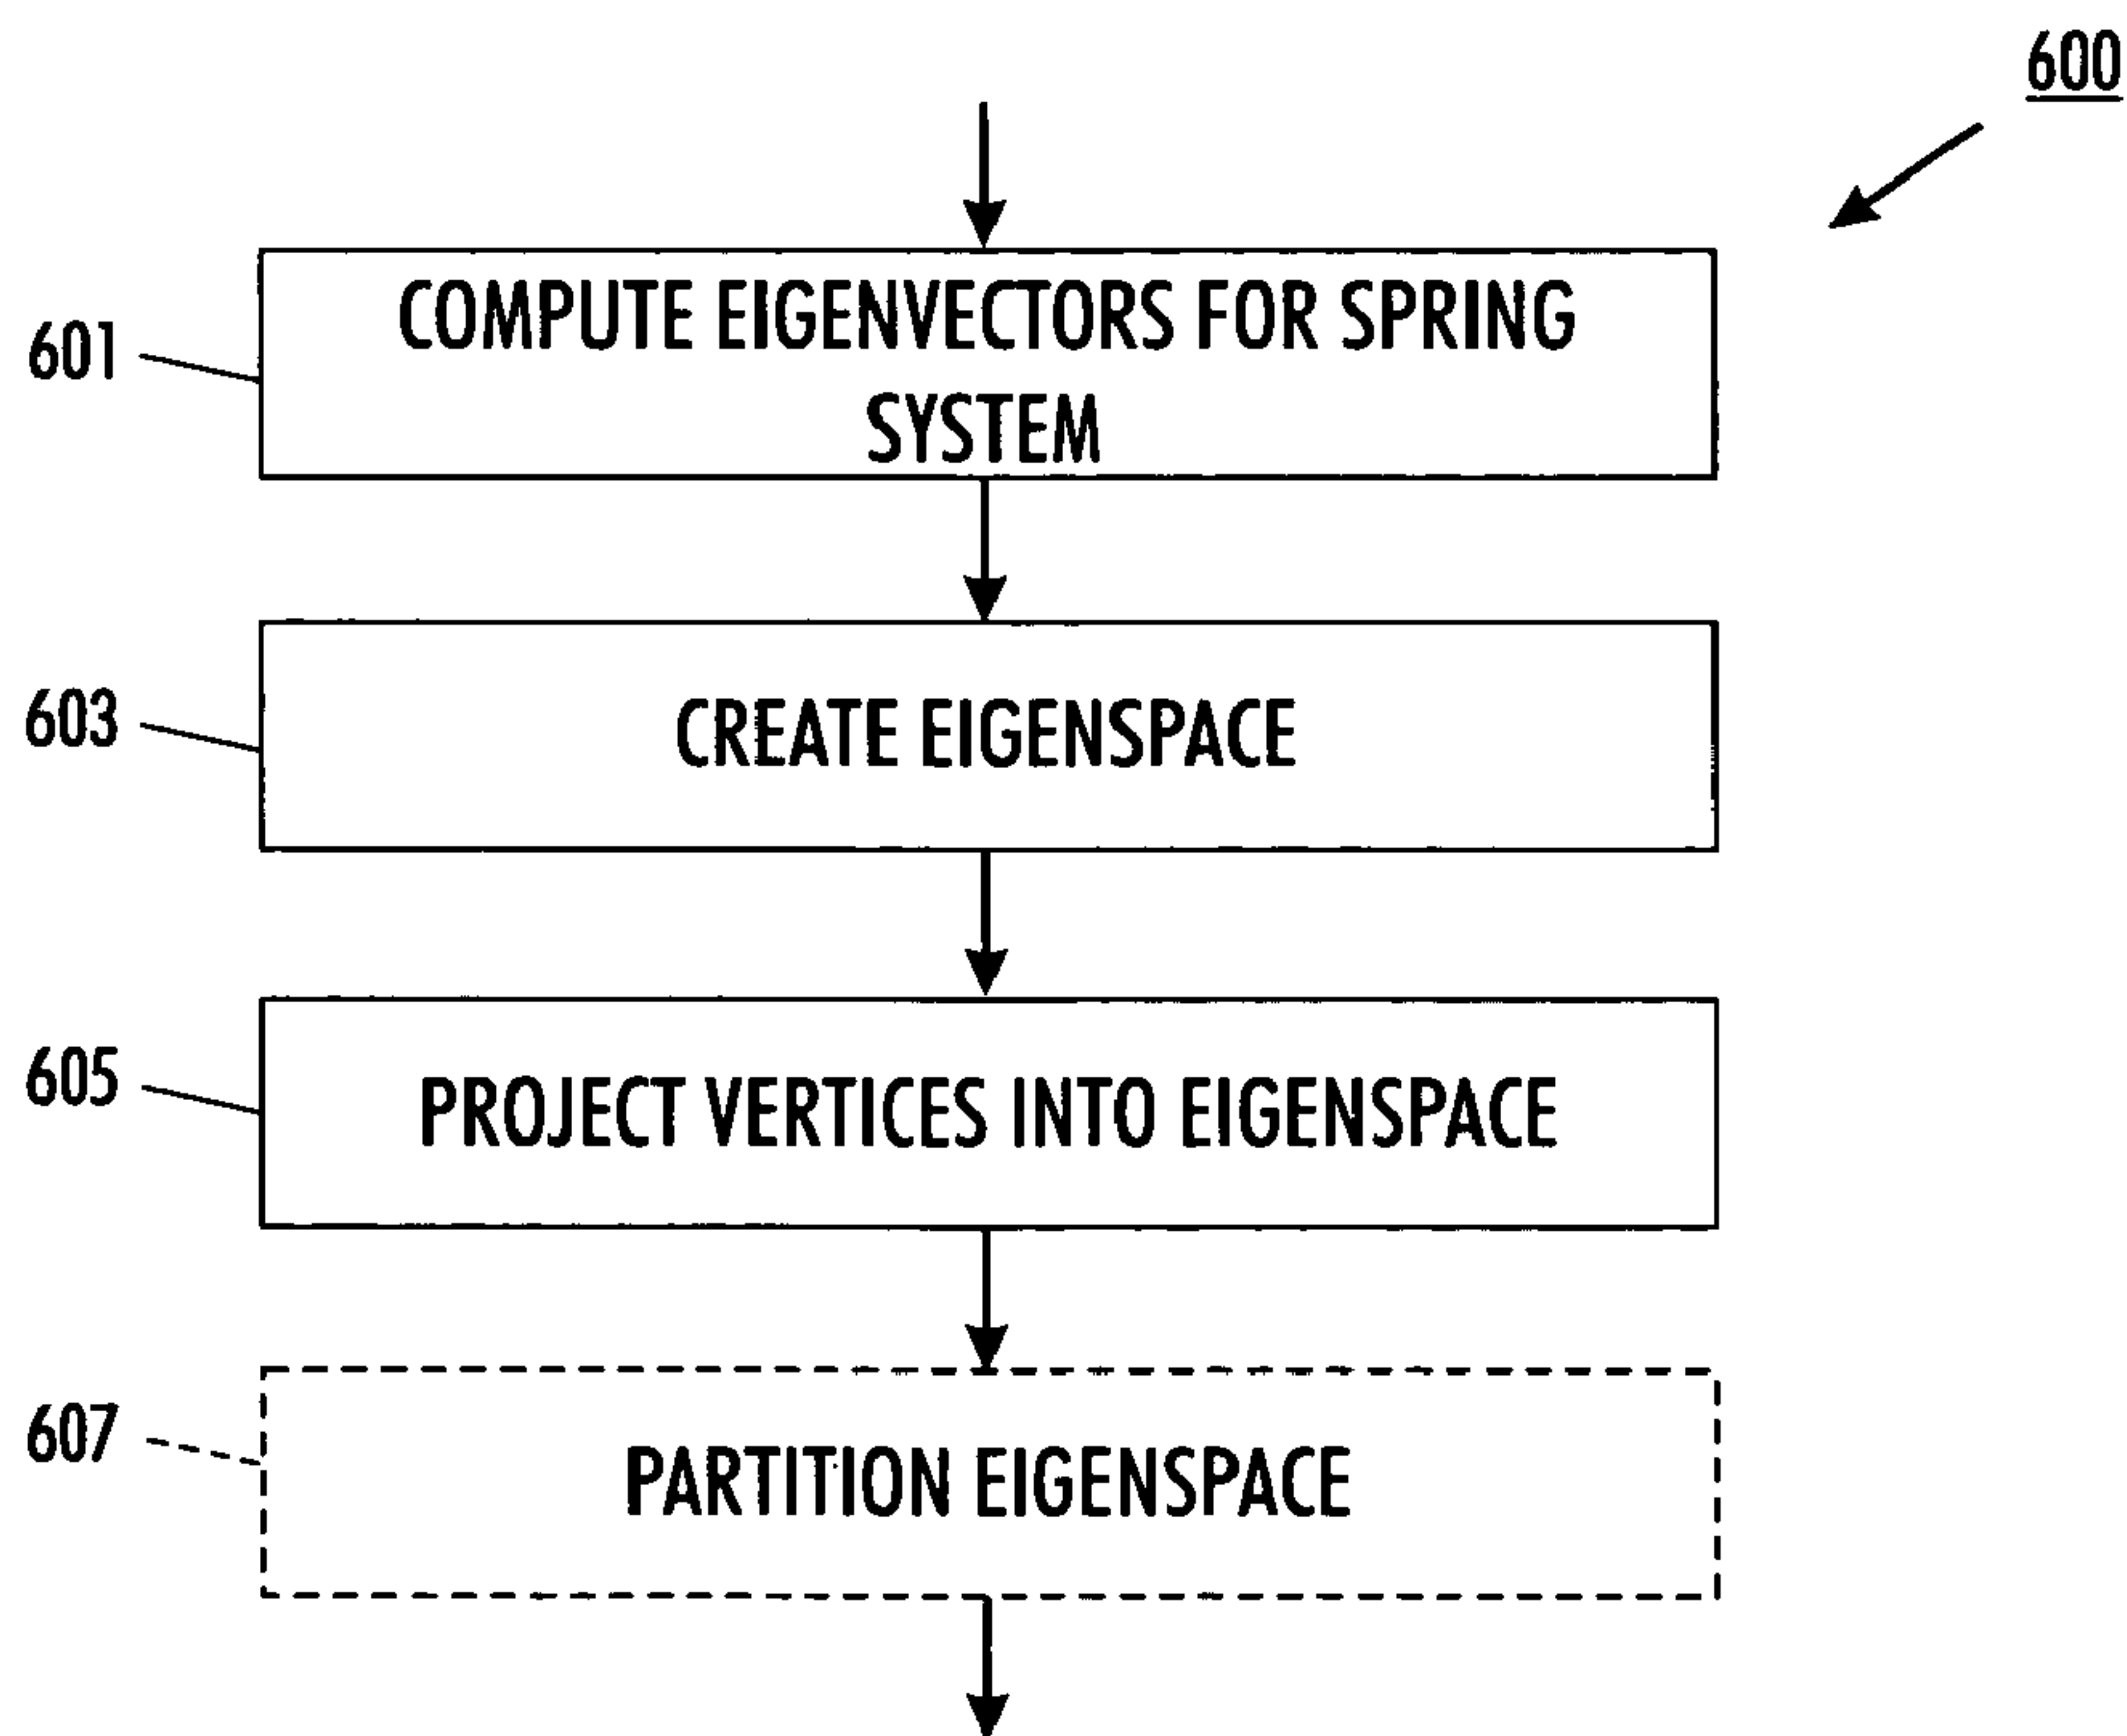 600
COMPUTE EIGENVECTORS FOR SPRING
SYSTEM
601
CREATE EIGENSPACE
603
PROJECT VERTICES INTO EIGENSPACE
605
PARTITION EIGENSPACE
607